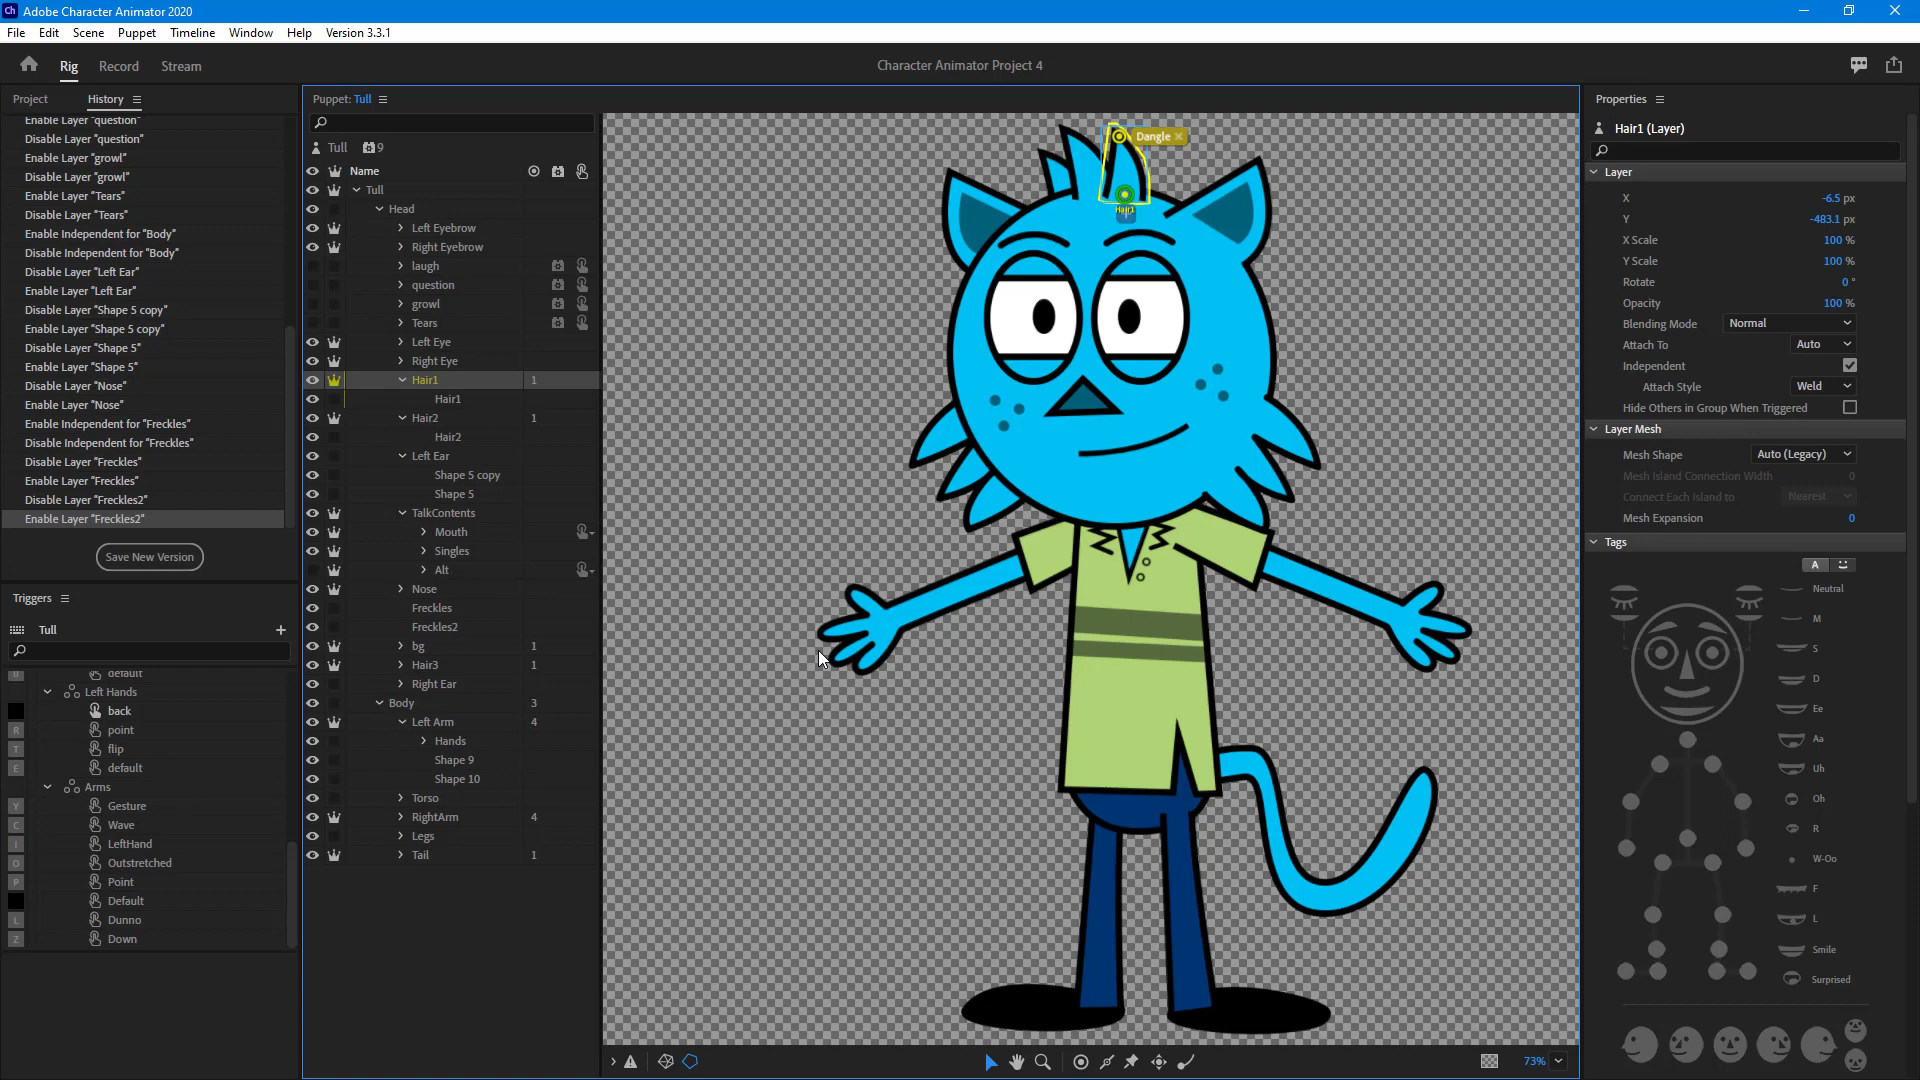 Ch Adobe Character Animator 2020
File Edit Scene Puppet Timeline Window Help Version 3.3.1
Rig Record Stream
Character Animator Project 4
Project History
Enable Layer "question"
Disable Layer "question"
Enable Layer "growl"
Disable Layer "growl"
Enable Layer "Tears"
Disable Layer "Tears"
Enable Independent for "Body"
Disable Independent for "Body"
Disable Layer "Left Ear"
Enable Layer "Left Ear"
Disable Layer "Shape 5 copy"
Enable Layer "Shape 5 copy"
Disable Layer "Shape 5"
Enable Layer "Shape 5"
Disable Layer "Nose"
Enable Layer "Nose"
Enable Independent for "Freckles"
Disable Independent for "Freckles"
Disable Layer "Freckles"
Enable Layer "Freckles"
Disable Layer "Freckles2"
Enable Layer "Freckles2"
Save New Version
Triggers
Tull +
default
Left Hands
back
R point
T flip
E default
Arms
Y Gesture
C Wave
I LeftHand
O Outstretched
P Point
Default
L Dunno
Z Down
Puppet: Tull
Tull 9
Name
Tull
Head
Left Eyebrow
Right Eyebrow
laugh
question
growl
Tears
Left Eye
Right Eye
Hair1 1
Hair1
Hair2 1
Hair2
Left Ear
Shape 5 copy
Shape 5
TalkContents
Mouth
Singles
Alt
Nose
Freckles
Freckles2
bg 1
Hair3 1
Right Ear
Body 3
Left Arm 4
Hands
Shape 9
Shape 10
Torso
RightArm 4
Legs
Tail 1
Dangle
Hair1
73%
Properties
Hair1 (Layer)
Layer
X -6.5 px
Y -483.1 px
X Scale 100 %
Y Scale 100 %
Rotate 0 °
Opacity 100 %
Blending Mode Normal
Attach To Auto
Independent
Attach Style Weld
Hide Others in Group When Triggered
Layer Mesh
Mesh Shape Auto (Legacy)
Mesh Island Connection Width 0
Connect Each Island to Nearest
Mesh Expansion 0
Tags
A
Neutral
M
S
D
Ee
Aa
Uh
Oh
R
W-Oo
F
L
Smile
Surprised